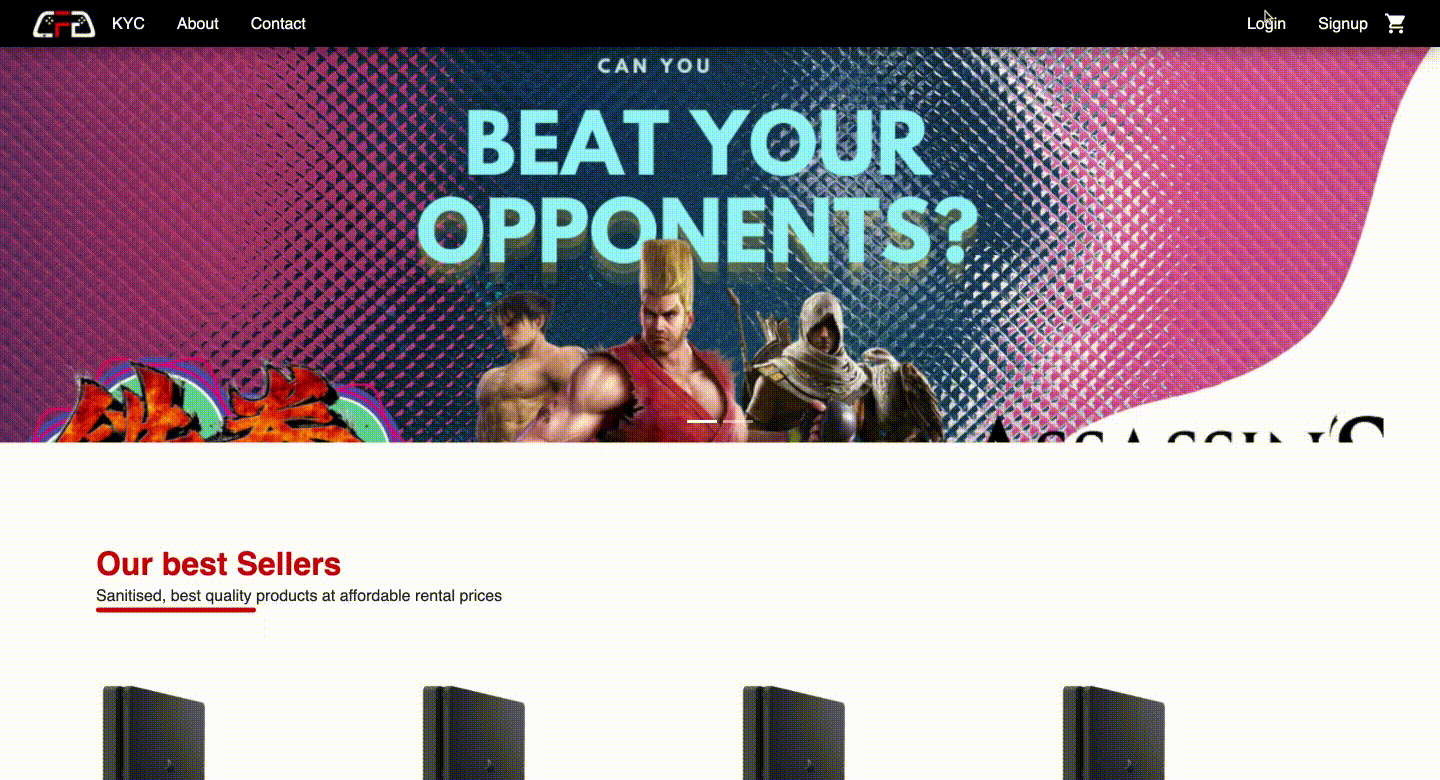 KYC About Contact Login Signup
CAN YOU
BEAT YOUR
OPPONENTS?
ASSASSIN'S
Our best Sellers
Sanitised, best quality products at affordable rental prices